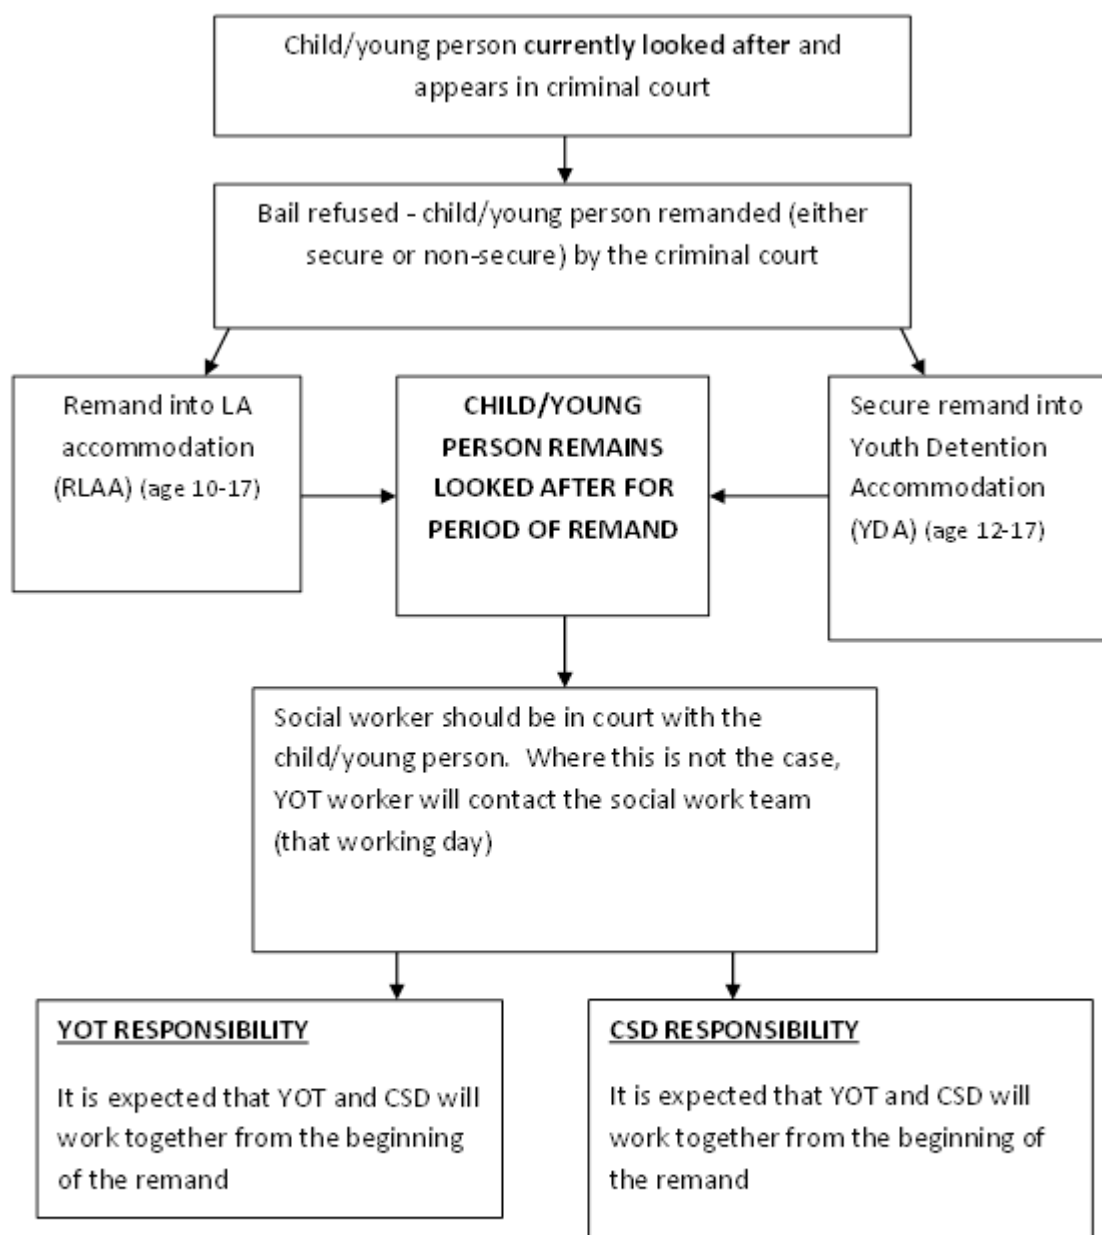 Child/young person currently looked after and
appears in criminal court
Bail refused - child/young person remanded (either
secure or non-secure) by the criminal court
Remand into LA
accommodation
(RLAA) (age 10-17)
CHILD/YOUNG
PERSON REMAINS
LOOKED AFTER FOR
PERIOD OF REMAND
Secure remand into
Youth Detention
Accommodation
(YDA) (age 12-17)
Social worker should be in court with the
child/young person.  Where this is not the case,
YOT worker will contact the social work team
(that working day)
YOT RESPONSIBILITY
It is expected that YOT and CSD will
work together from the beginning
of the remand
CSD RESPONSIBILITY
It is expected that YOT and CSD will
work together from the beginning of
the remand